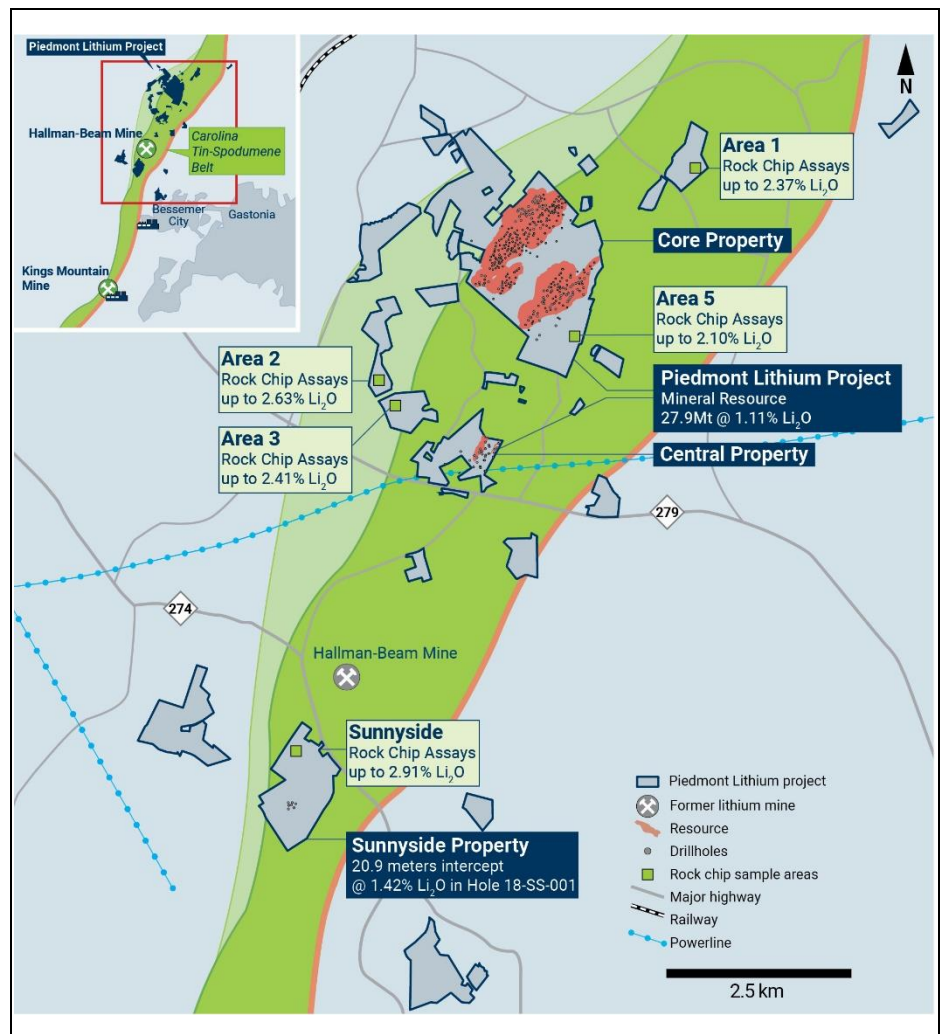 Piedmont Lithium Project
Hallman-Beam Mine
Carolina
Tin-Spodumene
Belt
Bessemer
City
Gastonia
Kings Mountain
Mine
N
Area 1
Rock Chip Assays
up to 2.37% Li₂O
Core Property
Area 5
Rock Chip Assays
up to 2.10% Li₂O
Area 2
Rock Chip Assays
up to 2.63% Li₂O
Piedmont Lithium Project
Mineral Resource
27.9Mt @ 1.11% Li₂O
Area 3
Rock Chip Assays
up to 2.41% Li₂O
Central Property
279
274
Hallman-Beam Mine
Sunnyside
Rock Chip Assays
up to 2.91% Li₂O
Sunnyside Property
20.9 meters intercept
@ 1.42% Li₂O in Hole 18-SS-001
Piedmont Lithium project
Former lithium mine
Resource
Drillholes
Rock chip sample areas
Major highway
Railway
Powerline
2.5 km